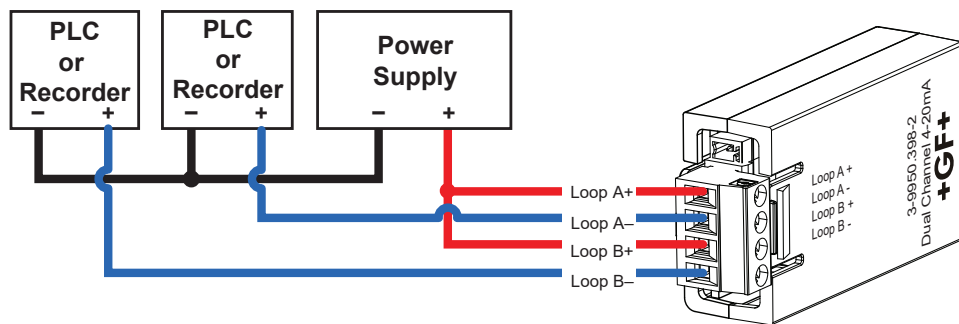 PLC
or
Recorder
– +
PLC
or
Recorder
– +
Power
Supply
– +
Loop A+
Loop A–
Loop B+
Loop B–
Loop A +
Loop A -
Loop B +
Loop B -
3-9950.398-2
Dual Channel 4-20mA
+GF+